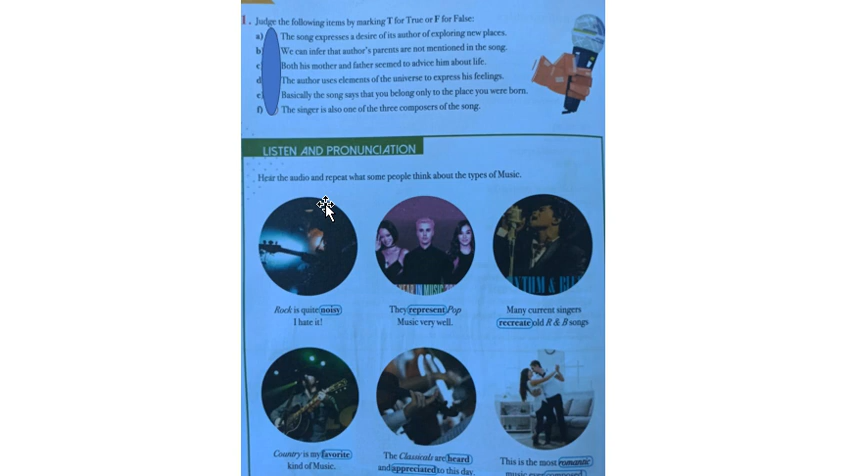 1. Judge the following items by marking T for True or F for False:
a) The song expresses a desire of its author of exploring new places.
b) We can infer that author's parents are not mentioned in the song.
c) Both his mother and father seemed to advice him about life.
d) The author uses elements of the universe to express his feelings.
e) Basically the song says that you belong only to the place you were born.
f) The singer is also one of the three composers of the song.
LISTEN AND PRONUNCIATION
Hear the audio and repeat what some people think about the types of Music.
Rock is quite noisy
I hate it!
They represent Pop
Music very well.
Many current singers
recreate old R & B songs
Country is my favorite
kind of Music.
The Classicals are heard
and appreciated to this day.
This is the most romantic
music ever composed